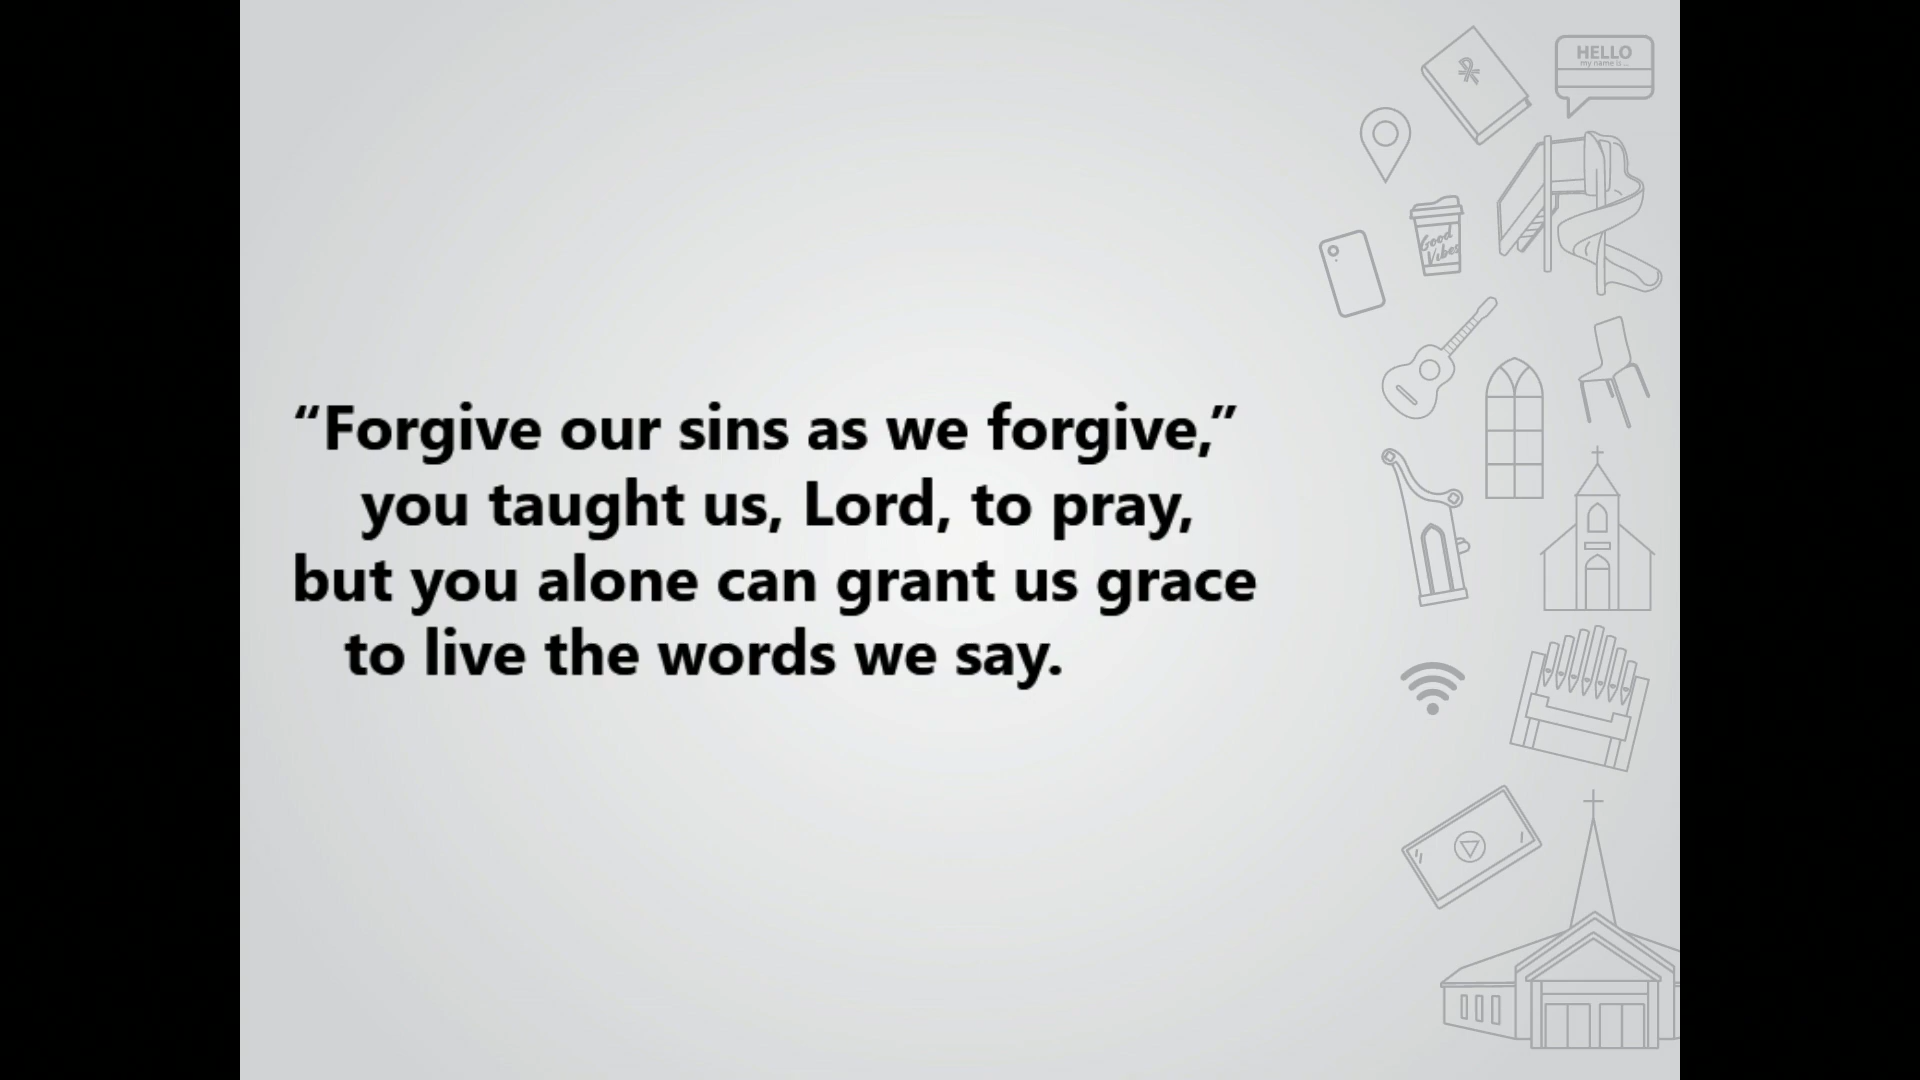 HELLO
my name is ...
Good
Vibes
“Forgive our sins as we forgive,”
you taught us, Lord, to pray,
but you alone can grant us grace
to live the words we say.